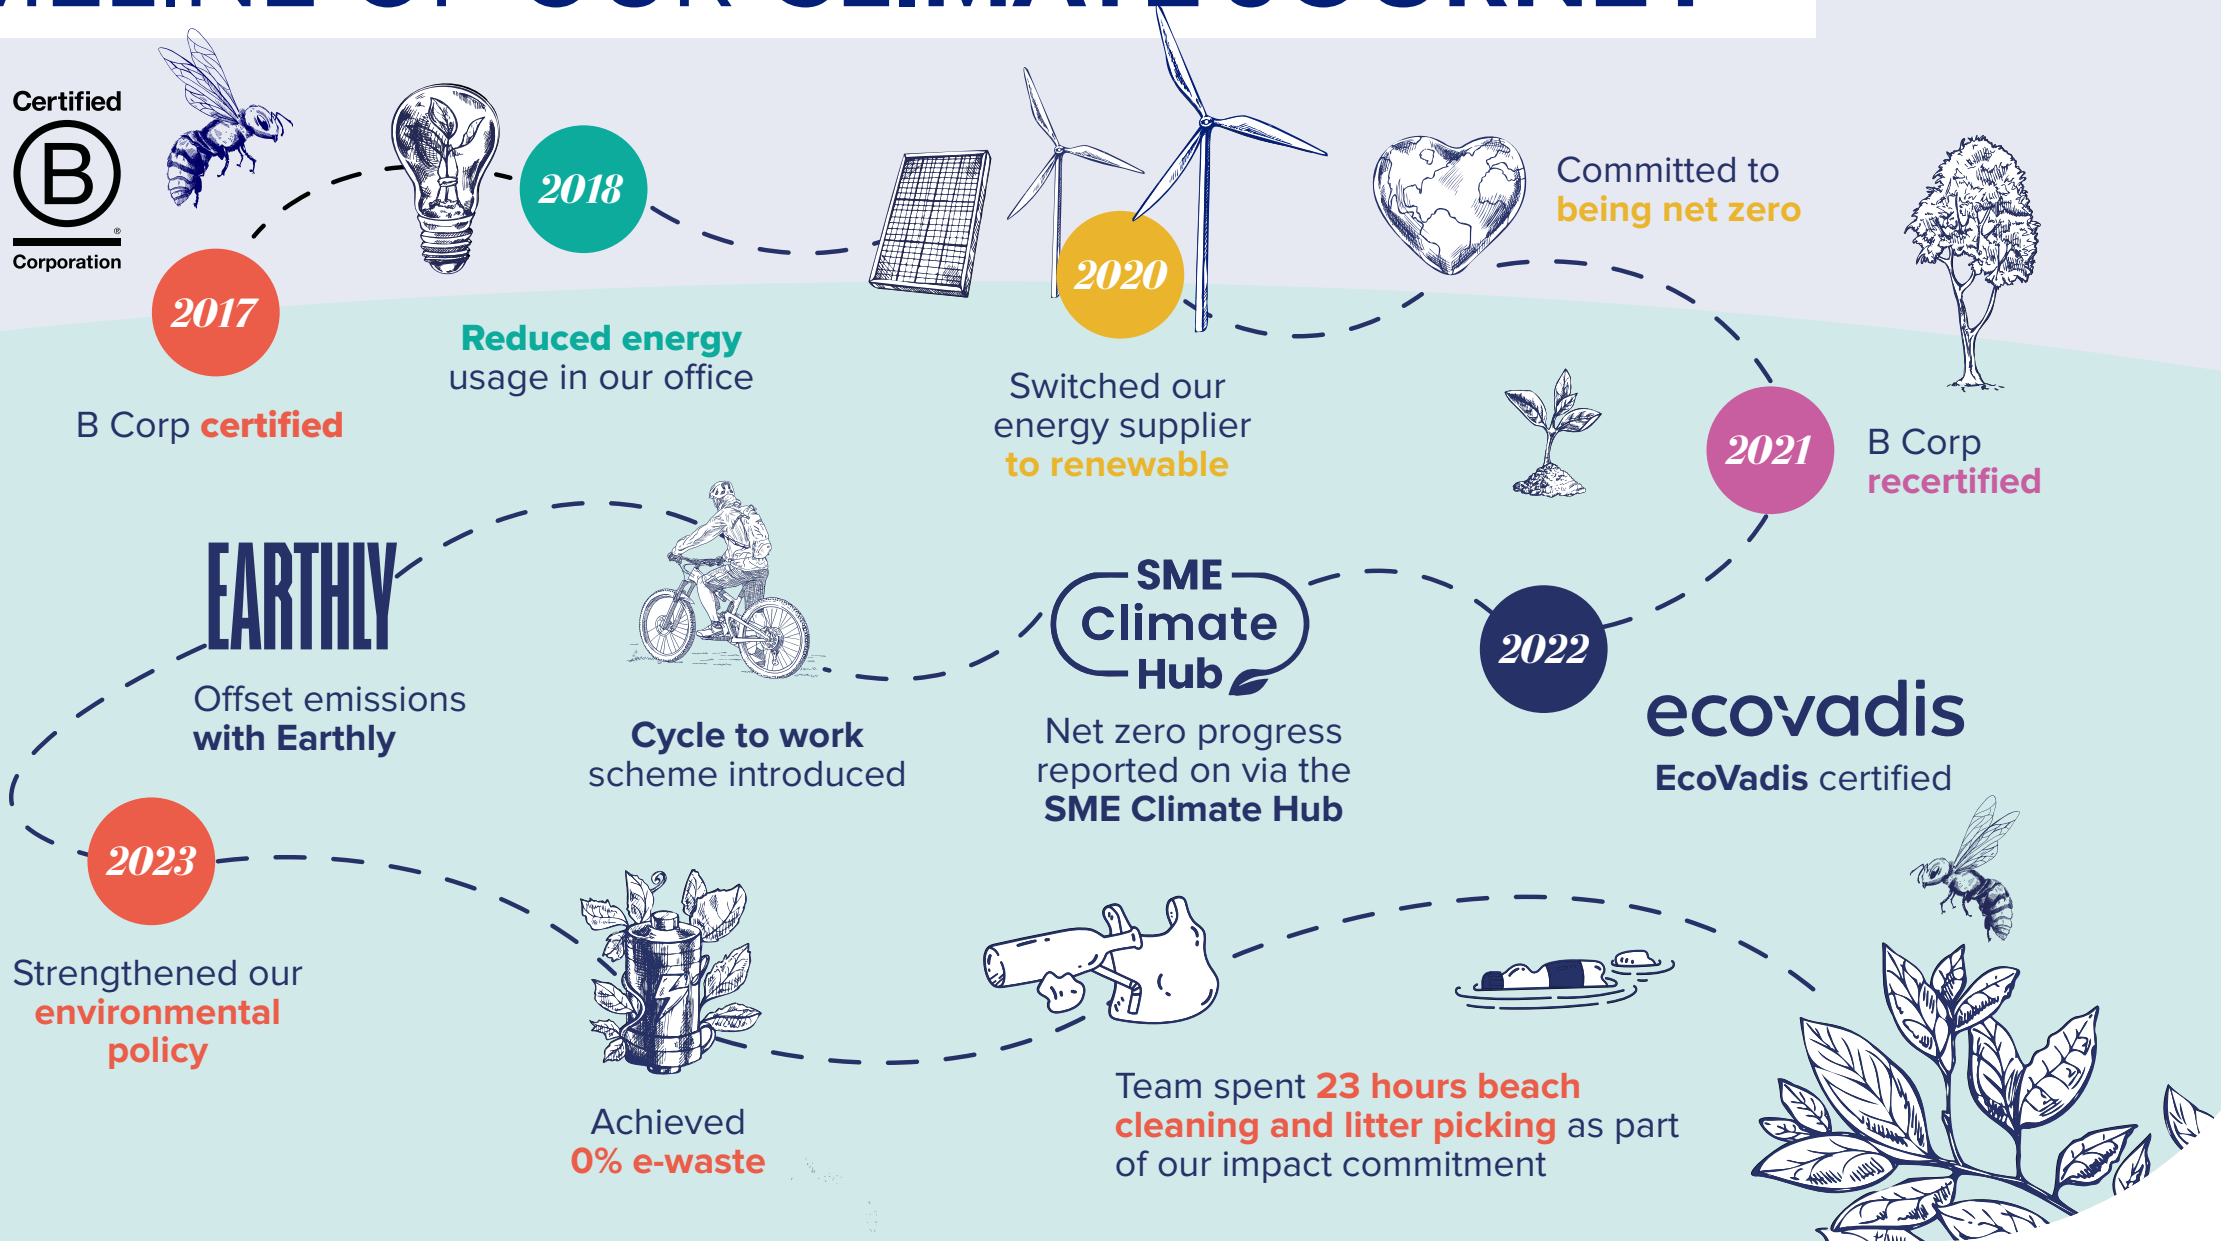 OUR CLIMATE JOURNEY
Certified
B
®
Corporation
2017
B Corp certified
2018
Reduced energy
usage in our office
2020
Switched our
energy supplier
to renewable
Committed to
being net zero
2021
B Corp
recertified
2022
ecovadis
EcoVadis certified
SME
Climate
Hub
Net zero progress
reported on via the
SME Climate Hub
Cycle to work
scheme introduced
EARTHLY
Offset emissions
with Earthly
2023
Strengthened our
environmental
policy
Achieved
0% e-waste
Team spent 23 hours beach
cleaning and litter picking as part
of our impact commitment